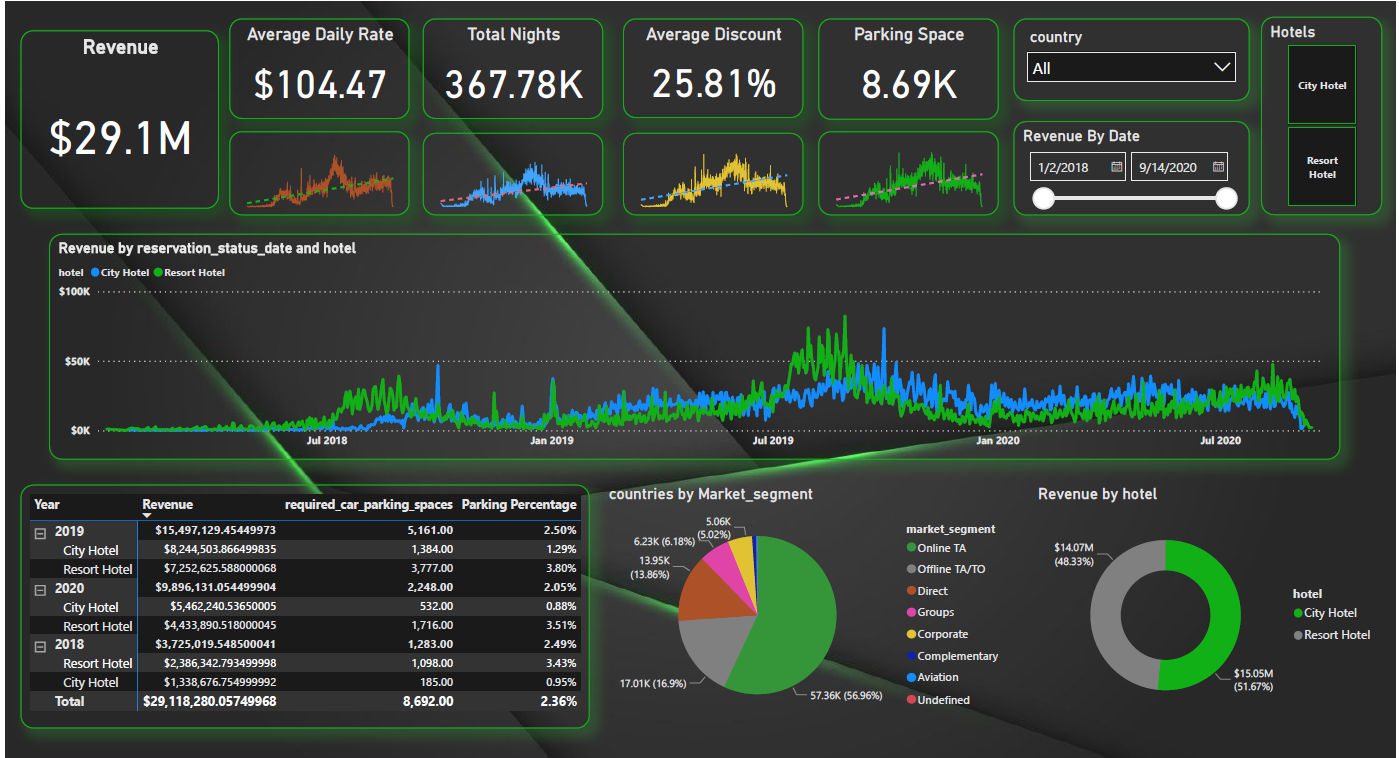 Revenue
$29.1M
Average Daily Rate
$104.47
Total Nights
367.78K
Average Discount
25.81%
Parking Space
8.69K
country
All
Revenue By Date
1/2/2018 9/14/2020
Hotels
City Hotel
Resort
Hotel
Revenue by reservation_status_date and hotel
hotel City Hotel Resort Hotel
$100K
$50K
$0K
Jul 2018 Jan 2019 Jul 2019 Jan 2020 Jul 2020
Year Revenue required_car_parking_spaces Parking Percentage
2019 $15,497,129.45449973 5,161.00 2.50%
City Hotel $8,244,503.866499835 1,384.00 1.29%
Resort Hotel $7,252,625.588000068 3,777.00 3.80%
2020 $9,896,131.054499904 2,248.00 2.05%
City Hotel $5,462,240.53650005 532.00 0.88%
Resort Hotel $4,433,890.518000045 1,716.00 3.51%
2018 $3,725,019.548500041 1,283.00 2.49%
Resort Hotel $2,386,342.793499998 1,098.00 3.43%
City Hotel $1,338,676.754999992 185.00 0.95%
Total $29,118,280.05749968 8,692.00 2.36%
countries by Market_segment
5.06K
(5.02%)
6.23K (6.18%)
13.95K
(13.86%)
17.01K (16.9%)
57.36K (56.96%)
market_segment
Online TA
Offline TA/TO
Direct
Groups
Corporate
Complementary
Aviation
Undefined
Revenue by hotel
$14.07M
(48.33%)
$15.05M
(51.67%)
hotel
City Hotel
Resort Hotel